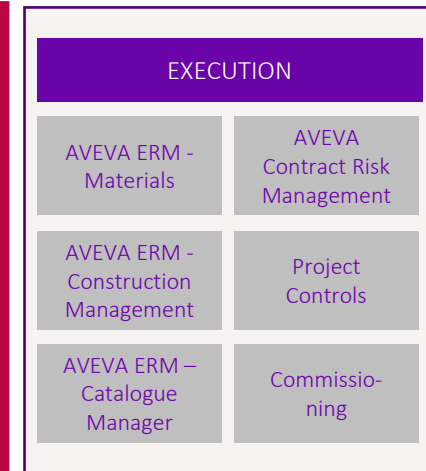 EXECUTION
AVEVA ERM -
Materials
AVEVA
Contract Risk
Management
AVEVA ERM -
Construction
Management
Project
Controls
AVEVA ERM –
Catalogue
Manager
Commissio-
ning